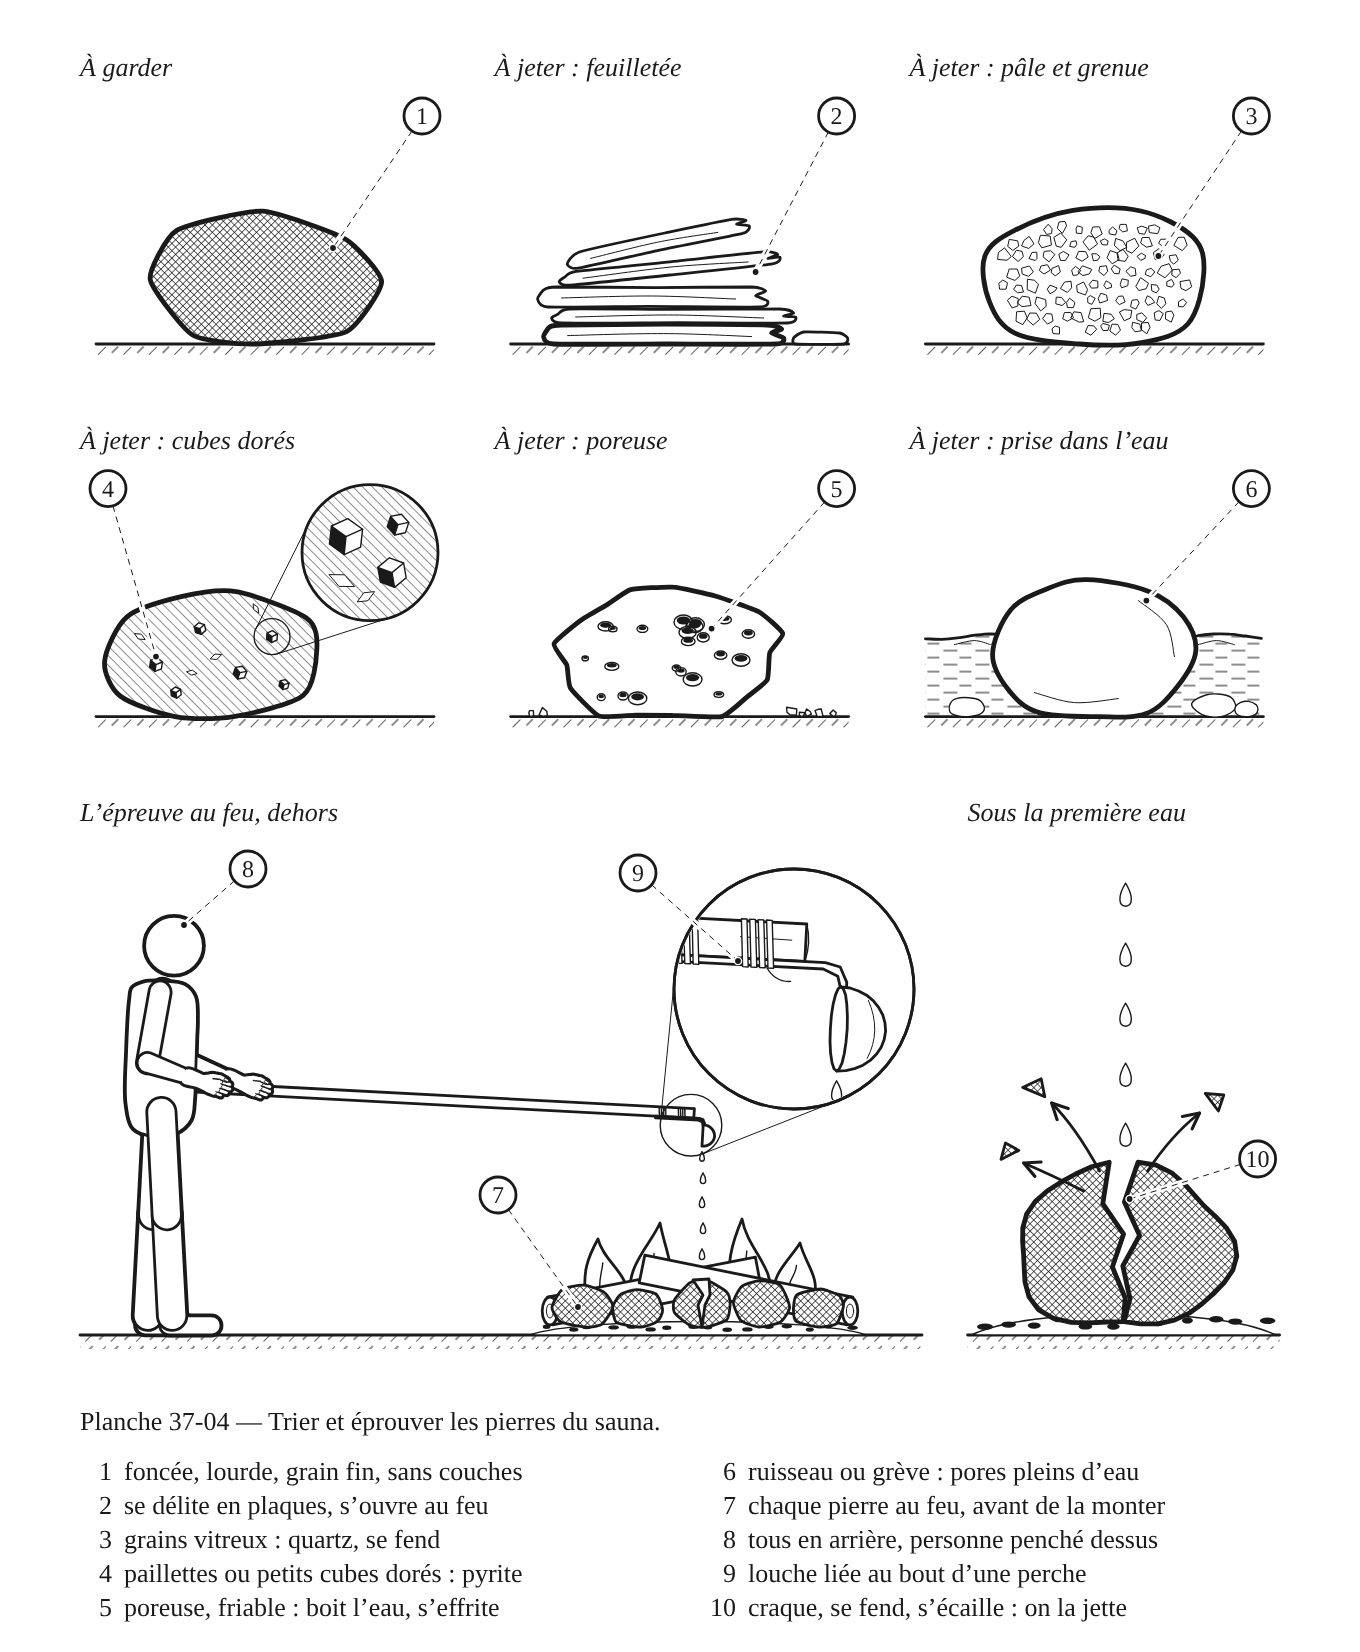 À garder
À jeter : feuilletée
À jeter : pâle et grenue
1
2
3
À jeter : cubes dorés
À jeter : poreuse
À jeter : prise dans l’eau
4
5
6
L’épreuve au feu, dehors
Sous la première eau
8
9
10
7
Planche 37-04 — Trier et éprouver les pierres du sauna.
1 foncée, lourde, grain fin, sans couches
2 se délite en plaques, s’ouvre au feu
3 grains vitreux : quartz, se fend
4 paillettes ou petits cubes dorés : pyrite
5 poreuse, friable : boit l’eau, s’effrite
6 ruisseau ou grève : pores pleins d’eau
7 chaque pierre au feu, avant de la monter
8 tous en arrière, personne penché dessus
9 louche liée au bout d’une perche
10 craque, se fend, s’écaille : on la jette